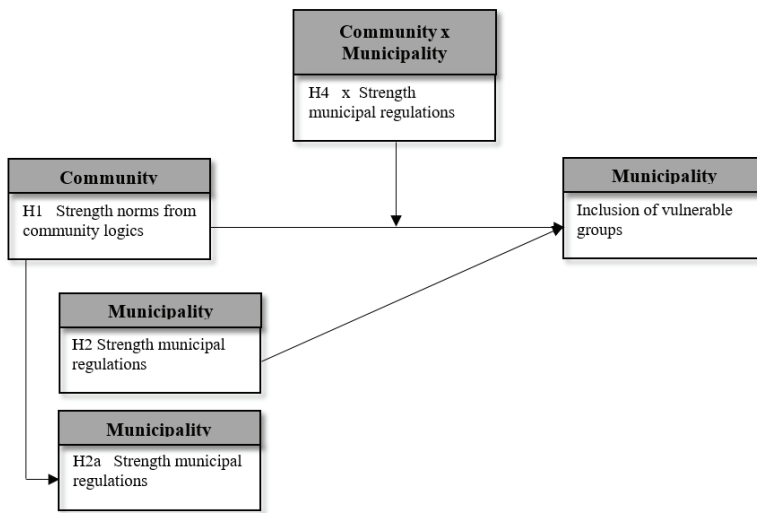 Community x
Municipality
H4 x Strength
municipal regulations
Community
H1 Strength norms from
community logics
Municipality
Inclusion of vulnerable
groups
Municipality
H2 Strength municipal
regulations
Municipality
H2a Strength municipal
regulations